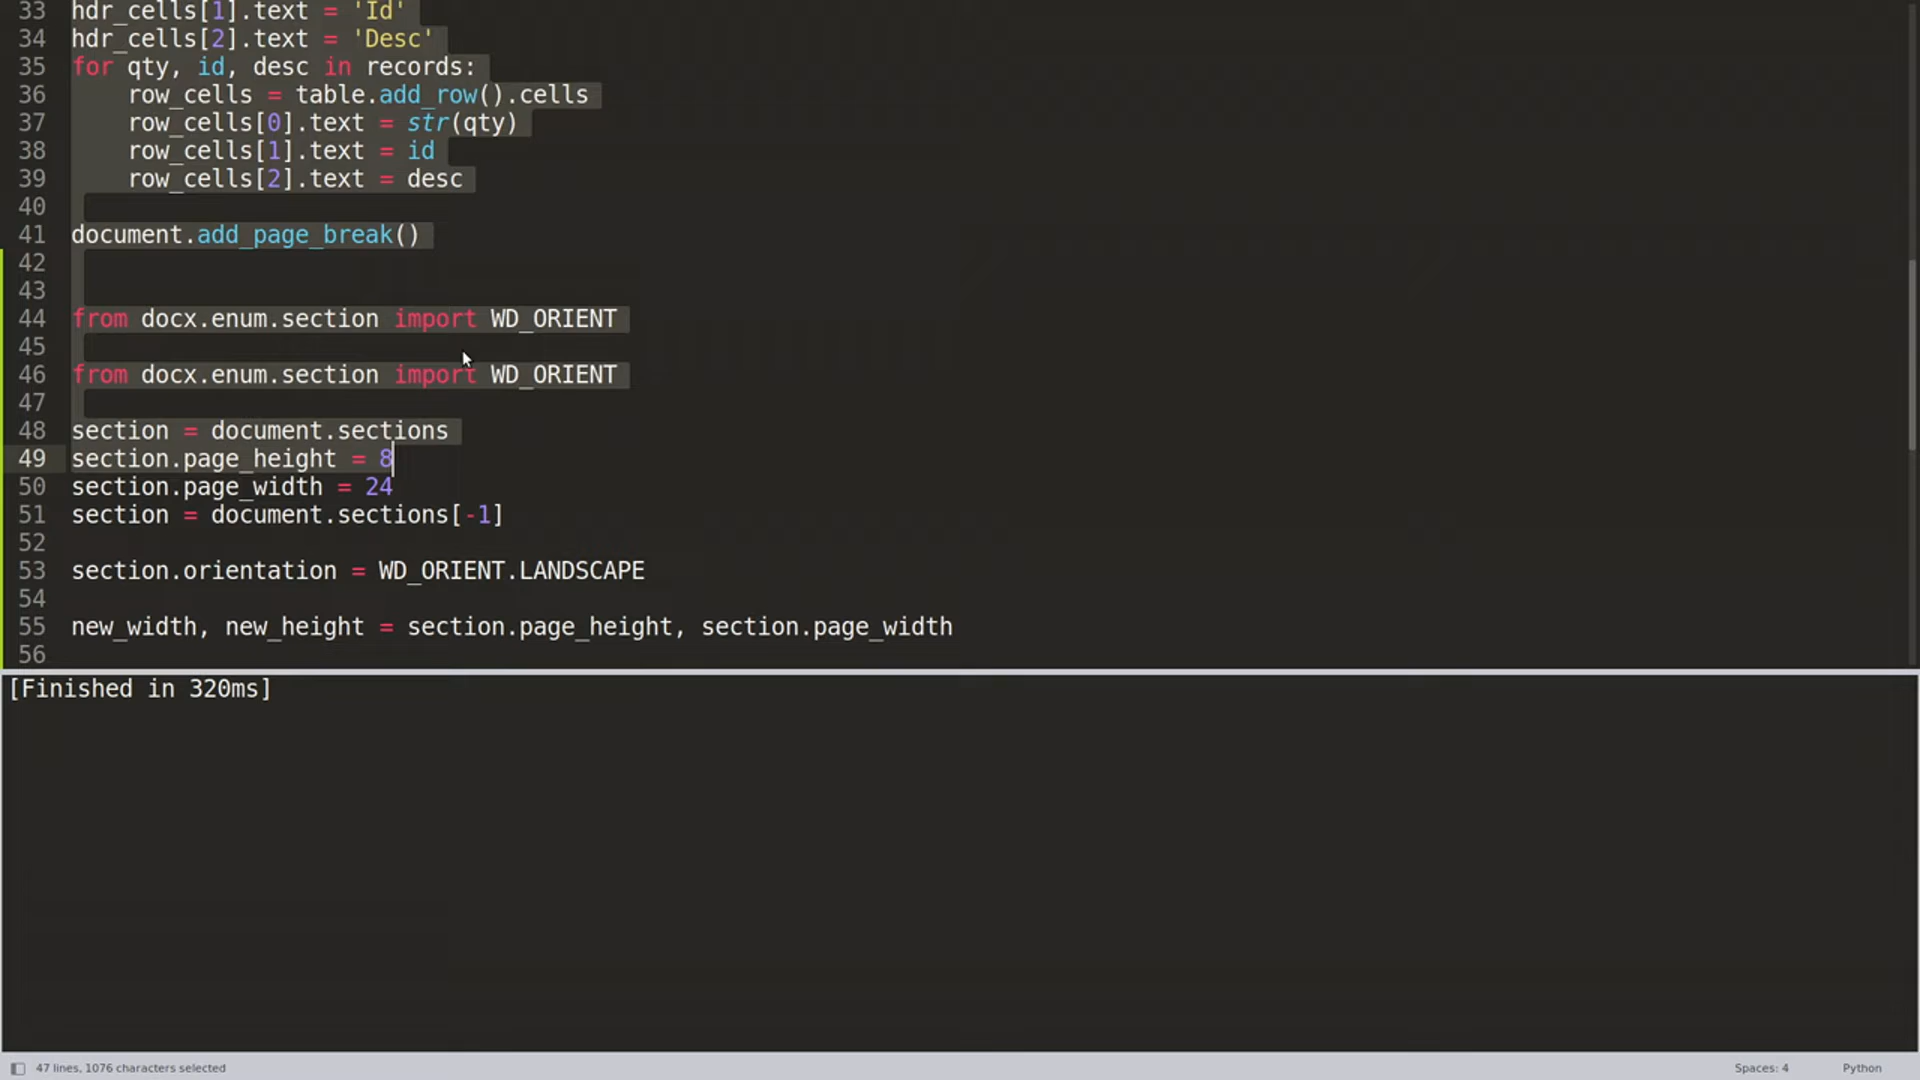 33 hdr_cells[1].text = 'Id'
34 hdr_cells[2].text = 'Desc'
35 for qty, id, desc in records:
36     row_cells = table.add_row().cells
37     row_cells[0].text = str(qty)
38     row_cells[1].text = id
39     row_cells[2].text = desc
40
41 document.add_page_break()
42
43
44 from docx.enum.section import WD_ORIENT
45
46 from docx.enum.section import WD_ORIENT
47
48 section = document.sections
49 section.page_height = 8
50 section.page_width = 24
51 section = document.sections[-1]
52
53 section.orientation = WD_ORIENT.LANDSCAPE
54
55 new_width, new_height = section.page_height, section.page_width
56
[Finished in 320ms]
47 lines, 1076 characters selected Spaces: 4 Python